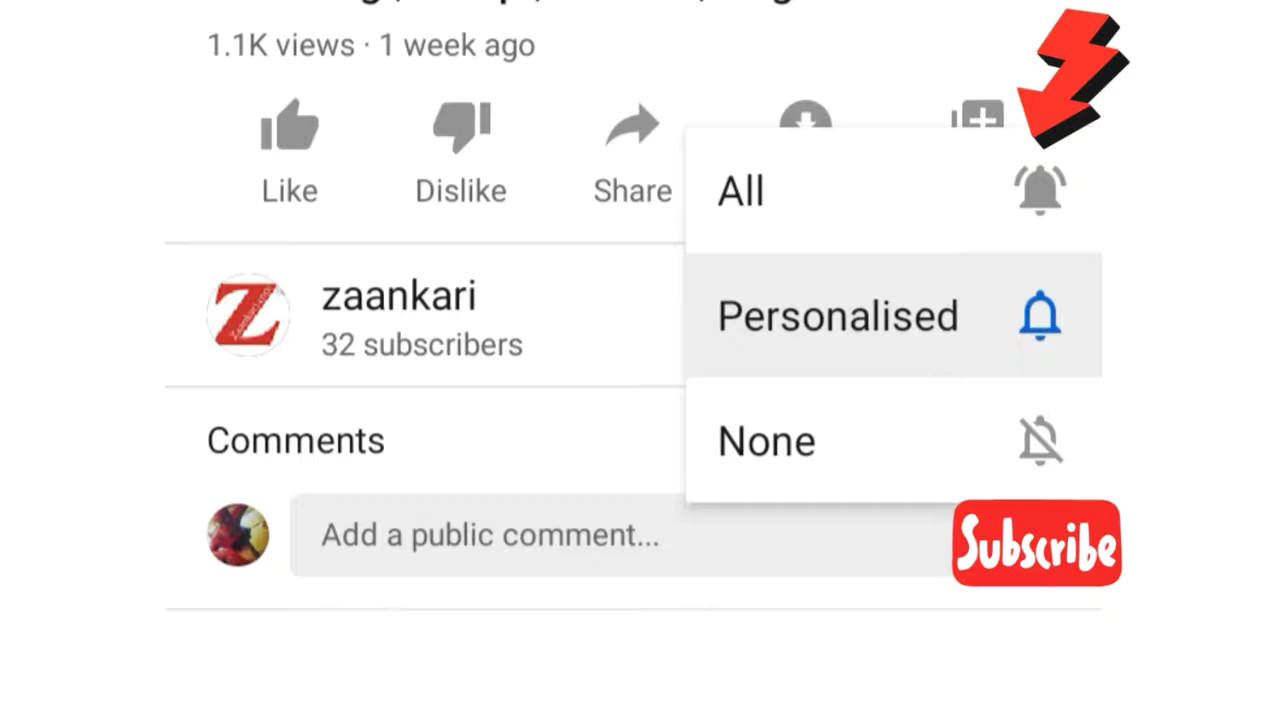 1.1K views · 1 week ago
Like
Dislike
Share
All
zaankari
32 subscribers
Personalised
Comments
None
Add a public comment...
Subscribe